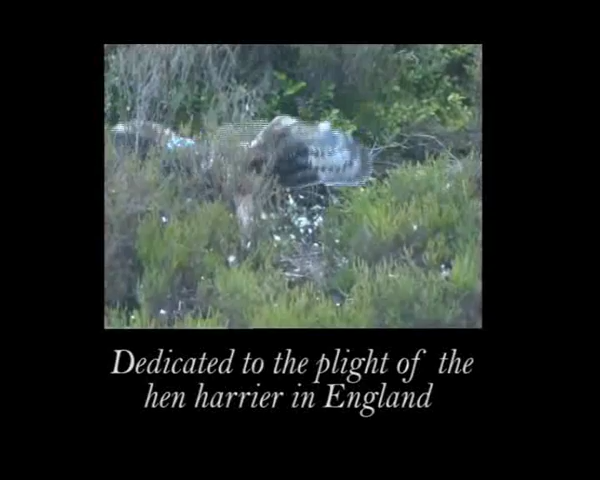 Dedicated to the plight of the
hen harrier in England